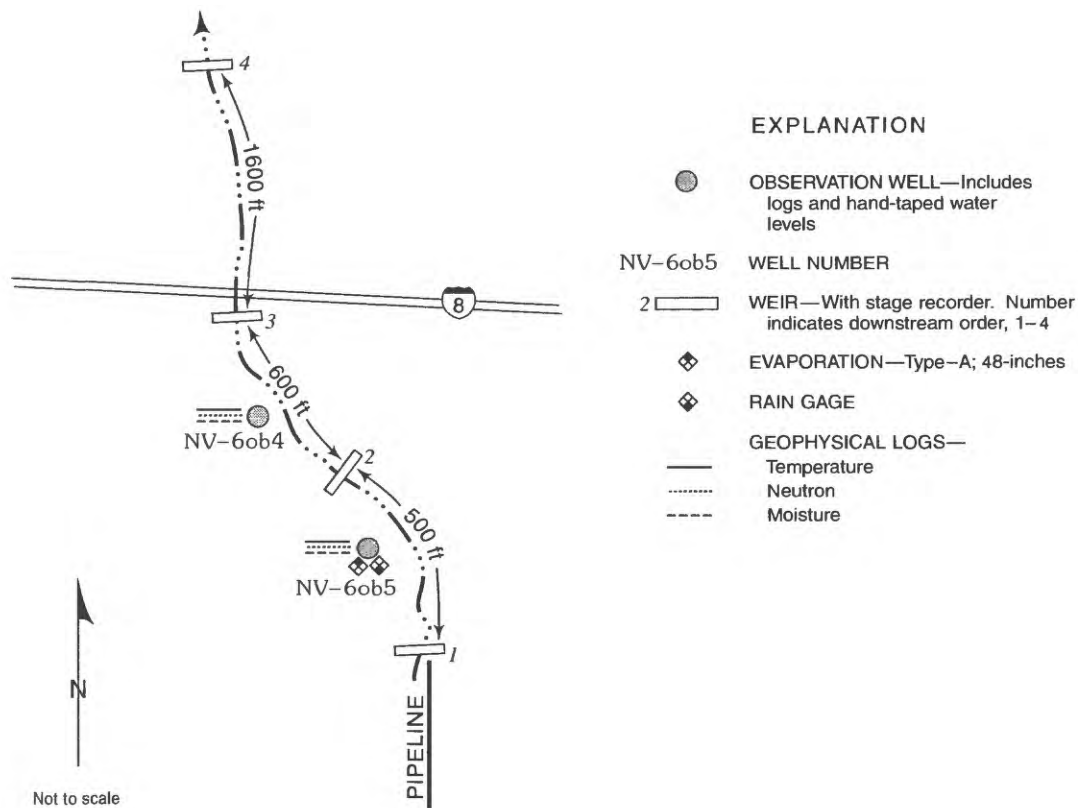 4
1600 ft
8
3
600 ft
NV-6ob4
2
500 ft
NV-6ob5
1
PIPELINE
N
Not to scale
EXPLANATION
OBSERVATION WELL—Includes
logs and hand-taped water
levels
NV-6ob5 WELL NUMBER
2 WEIR—With stage recorder. Number
indicates downstream order, 1-4
EVAPORATION—Type-A; 48-inches
RAIN GAGE
GEOPHYSICAL LOGS—
Temperature
Neutron
Moisture